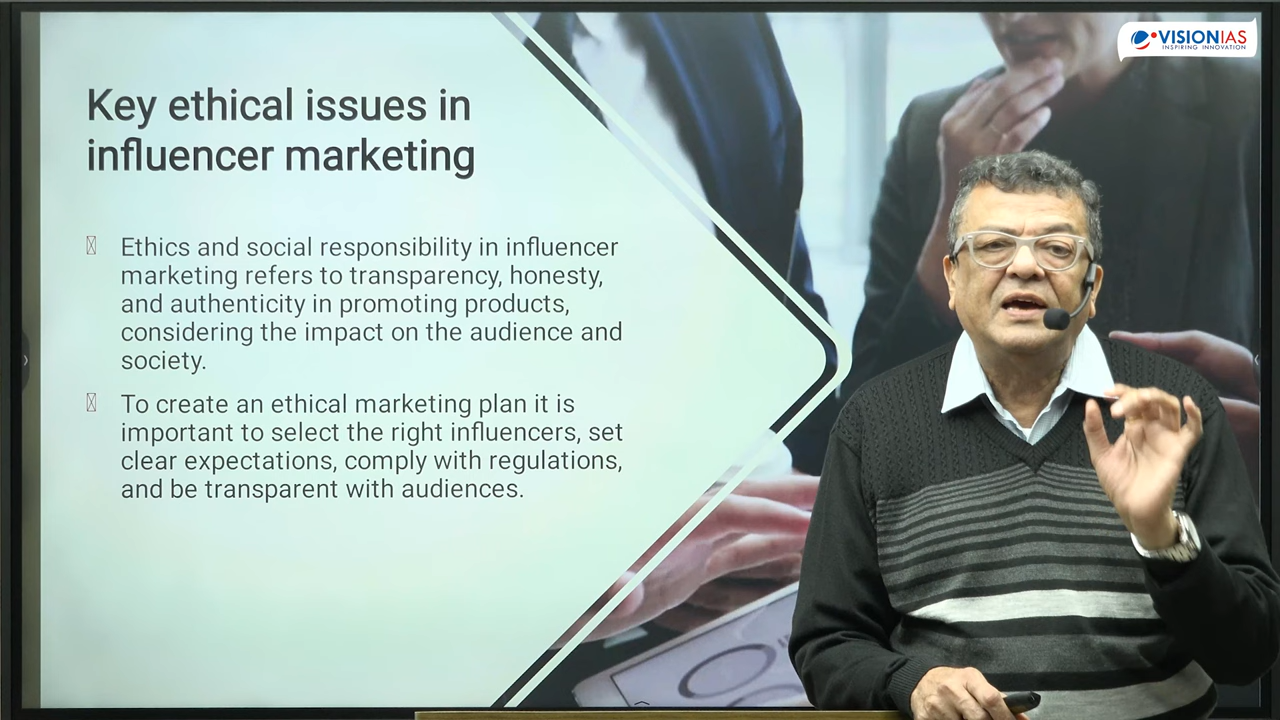 VISIONIAS
INSPIRING INNOVATION
Key ethical issues in
influencer marketing
Ethics and social responsibility in influencer
marketing refers to transparency, honesty,
and authenticity in promoting products,
considering the impact on the audience and
society.
To create an ethical marketing plan it is
important to select the right influencers, set
clear expectations, comply with regulations,
and be transparent with audiences.